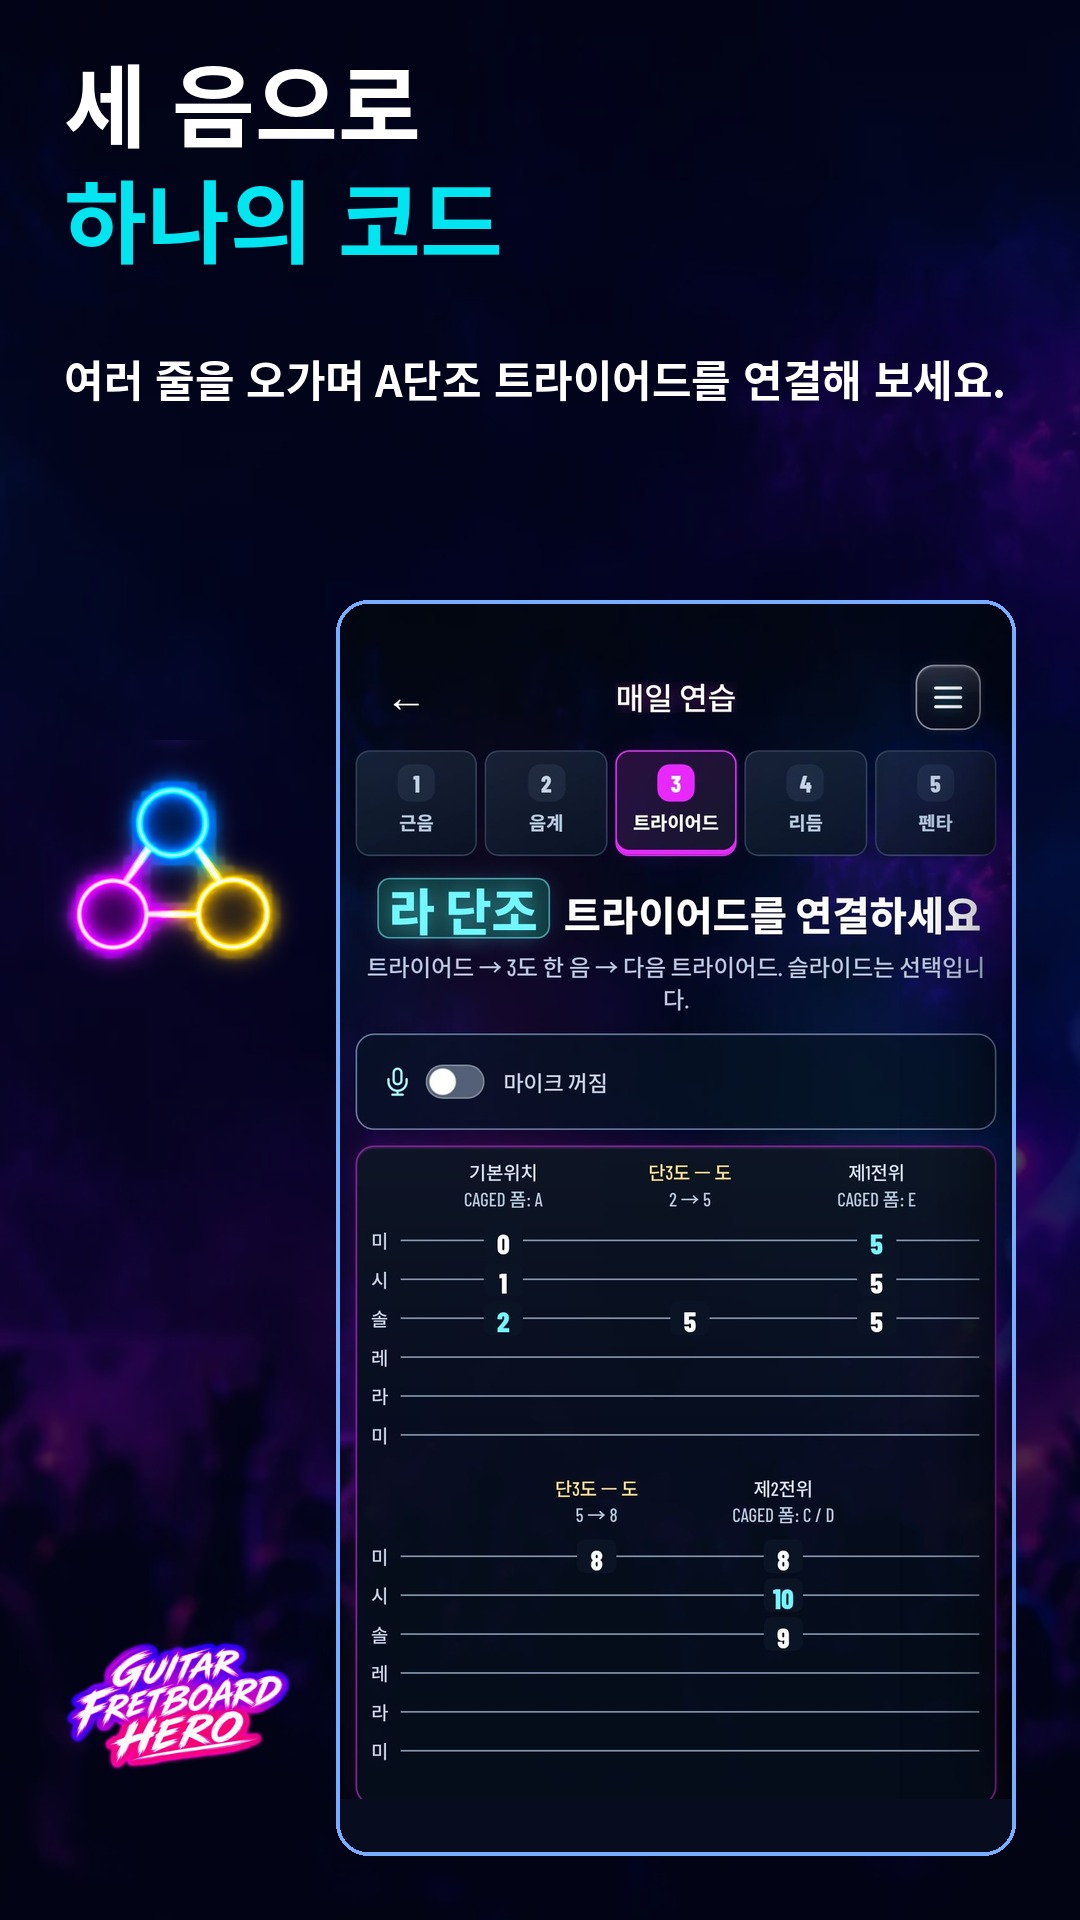 세 음으로
하나의 코드
여러 줄을 오가며 A단조 트라이어드를 연결해 보세요.
← 매일 연습
1 2 3 4 5
근음 음계 트라이어드 리듬 펜타
라 단조 트라이어드를 연결하세요
트라이어드 → 3도 한 음 → 다음 트라이어드. 슬라이드는 선택입니
다.
마이크 꺼짐
기본위치 단3도 — 도 제1전위
CAGED 폼: A 2 → 5 CAGED 폼: E
미 0 5
시 1 5
솔 2 5 5
레
라
미
단3도 — 도 제2전위
5 → 8 CAGED 폼: C / D
미 8 8
시 10
솔 9
레
라
미
GUITAR
FRETBOARD
HERO